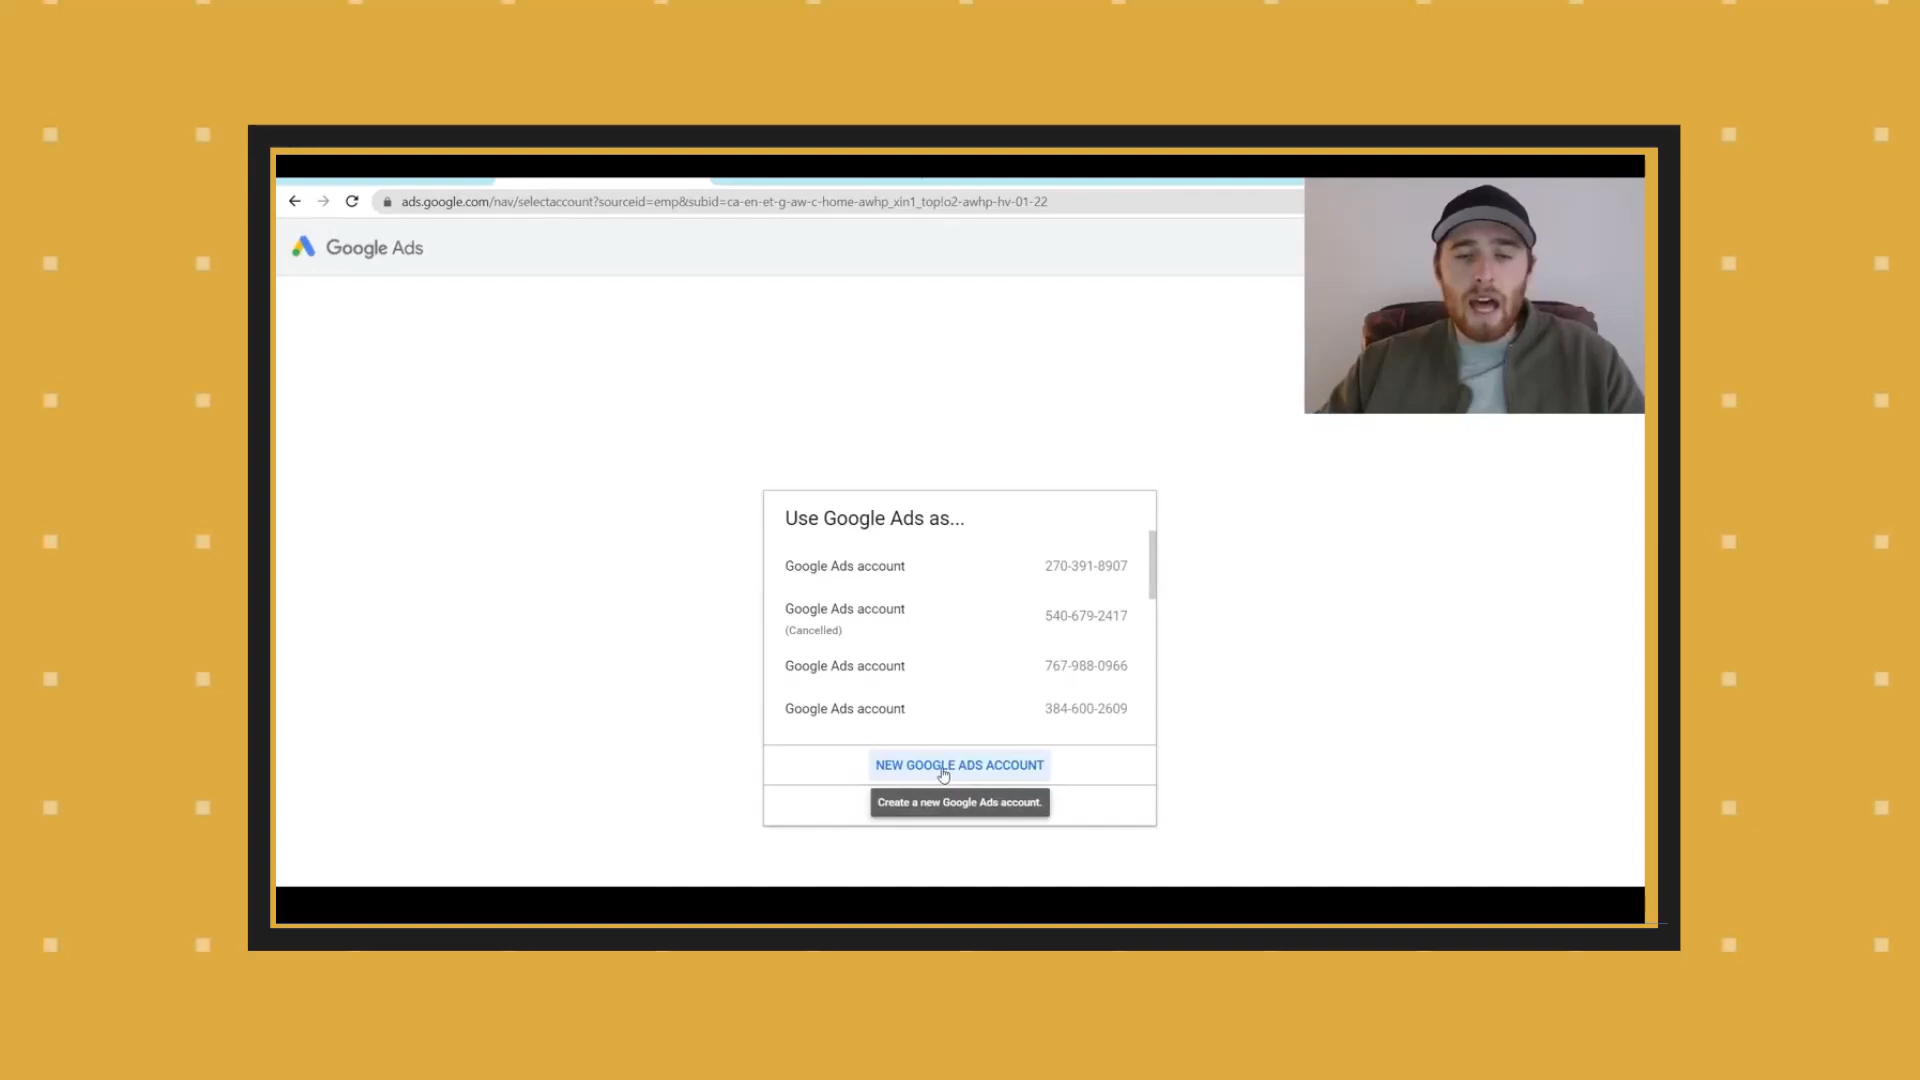 ads.google.com/nav/selectaccount?sourceid=emp&subid=ca-en-et-g-aw-c-home-awhp_xin1_top!o2-awhp-hv-01-22
Google Ads
Use Google Ads as...
Google Ads account 270-391-8907
Google Ads account 540-679-2417
(Cancelled)
Google Ads account 767-988-0966
Google Ads account 384-600-2609
NEW GOOGLE ADS ACCOUNT
Create a new Google Ads account.